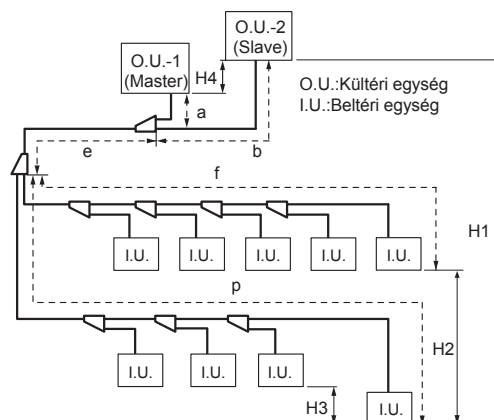 O.U.-2
(Slave)
O.U.-1
(Master)
H4
O.U.:Kültéri egység
I.U.:Beltéri egység
a
e
b
f
H1
I.U.
I.U.
I.U.
I.U.
I.U.
p
H2
I.U.
I.U.
I.U.
H3
I.U.